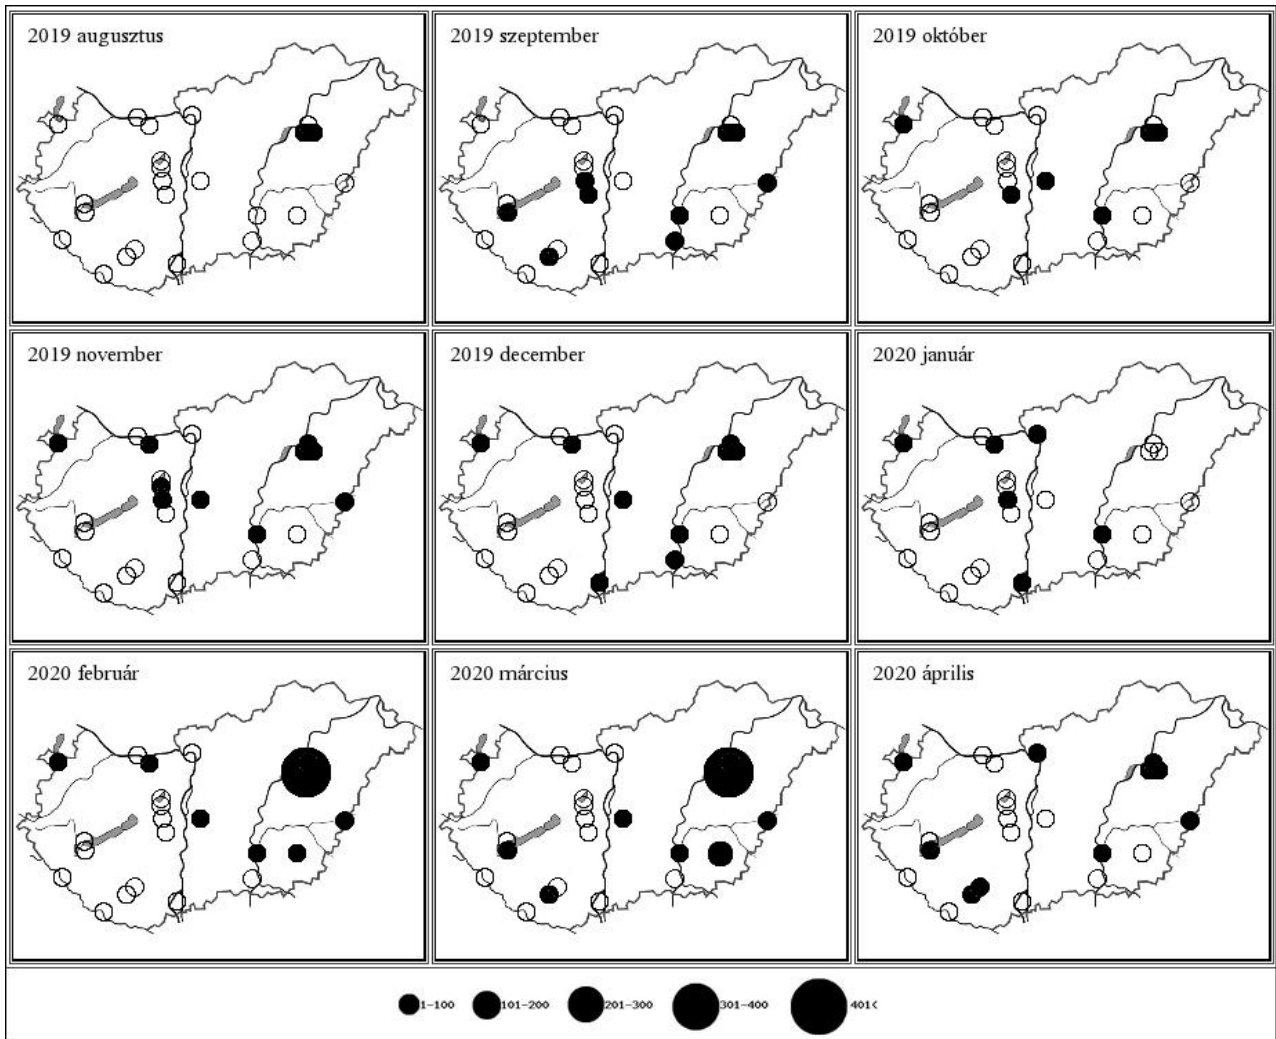 2019 augusztus
2019 szeptember
2019 október
2019 november
2019 december
2020 január
2020 február
2020 március
2020 április
1-100 101-200 201-300 301-400 401<